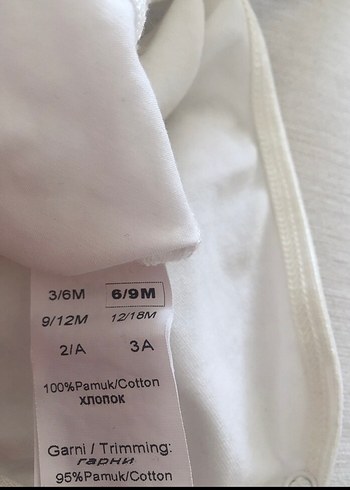 3/6M 6/9M
9/12M 12/18M
2/A 3A
100%Pamuk/Cotton
хлопок
Garni / Trimming:
гарни
95%Pamuk/Cotton